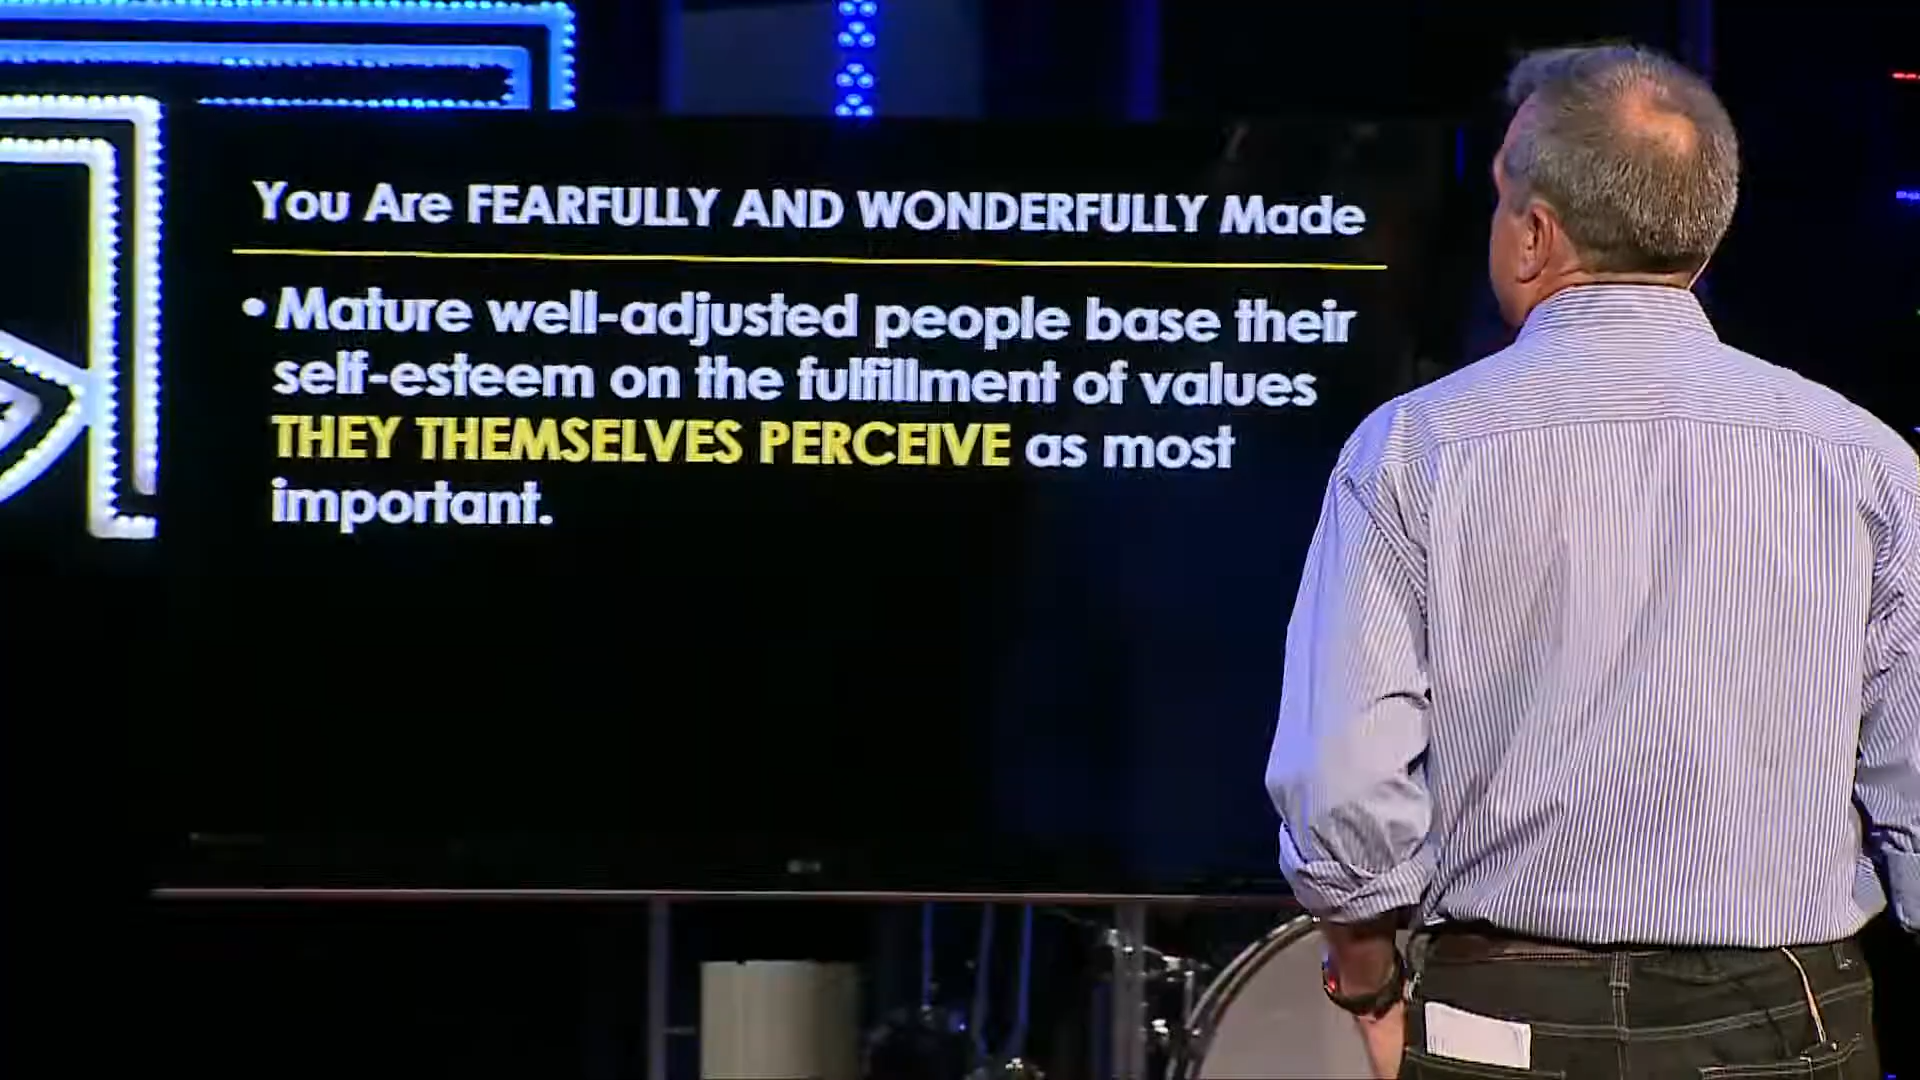 You Are FEARFULLY AND WONDERFULLY Made
• Mature well-adjusted people base their
self-esteem on the fulfillment of values
THEY THEMSELVES PERCEIVE as most
important.